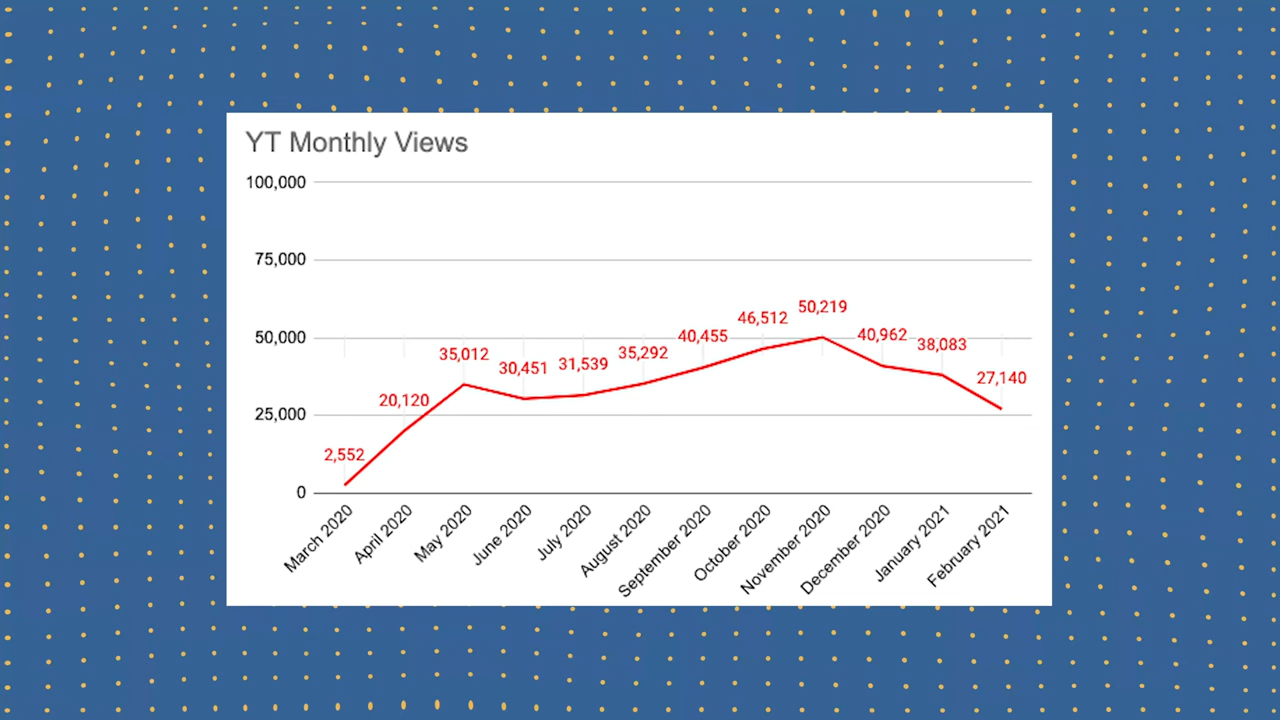 YT Monthly Views
100,000
75,000
50,000
25,000
0
2,552
20,120
35,012
30,451
31,539
35,292
40,455
46,512
50,219
40,962
38,083
27,140
March 2020
April 2020
May 2020
June 2020
July 2020
August 2020
September 2020
October 2020
November 2020
December 2020
January 2021
February 2021